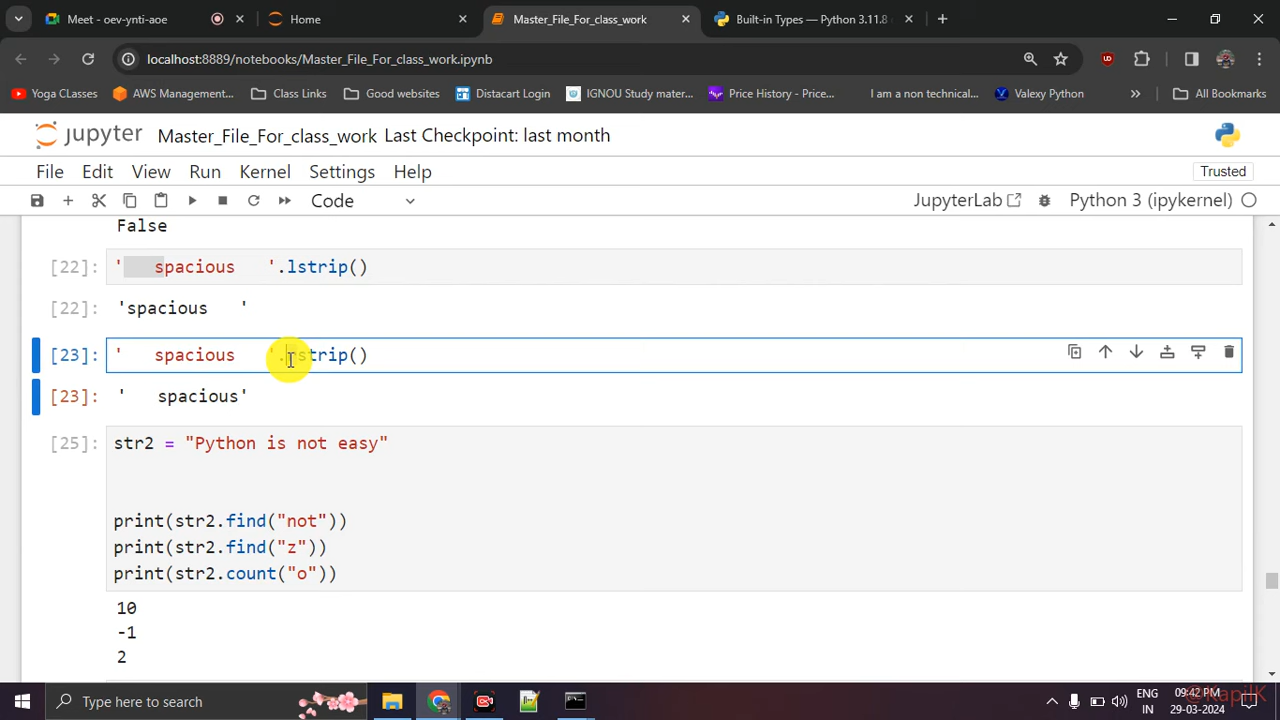 Meet - oev-ynti-aoe
Home
Master_File_For_class_work
Built-in Types — Python 3.11.8
localhost:8889/notebooks/Master_File_For_class_work.ipynb
Yoga CLasses
AWS Management...
Class Links
Good websites
Distacart Login
IGNOU Study mater...
Price History - Price...
I am a non technical...
Valexy Python
All Bookmarks
jupyter Master_File_For_class_work Last Checkpoint: last month
File Edit View Run Kernel Settings Help
Trusted
Code
JupyterLab
Python 3 (ipykernel)
False
[22]: '   spacious   '.lstrip()
[22]: 'spacious   '
[23]: '   spacious   '.rstrip()
[23]: '   spacious'
[25]: str2 = "Python is not easy"
print(str2.find("not"))
print(str2.find("z"))
print(str2.count("o"))
10
-1
2
Type here to search
ENG
IN
09:42 PM
29-03-2024
@KapilK